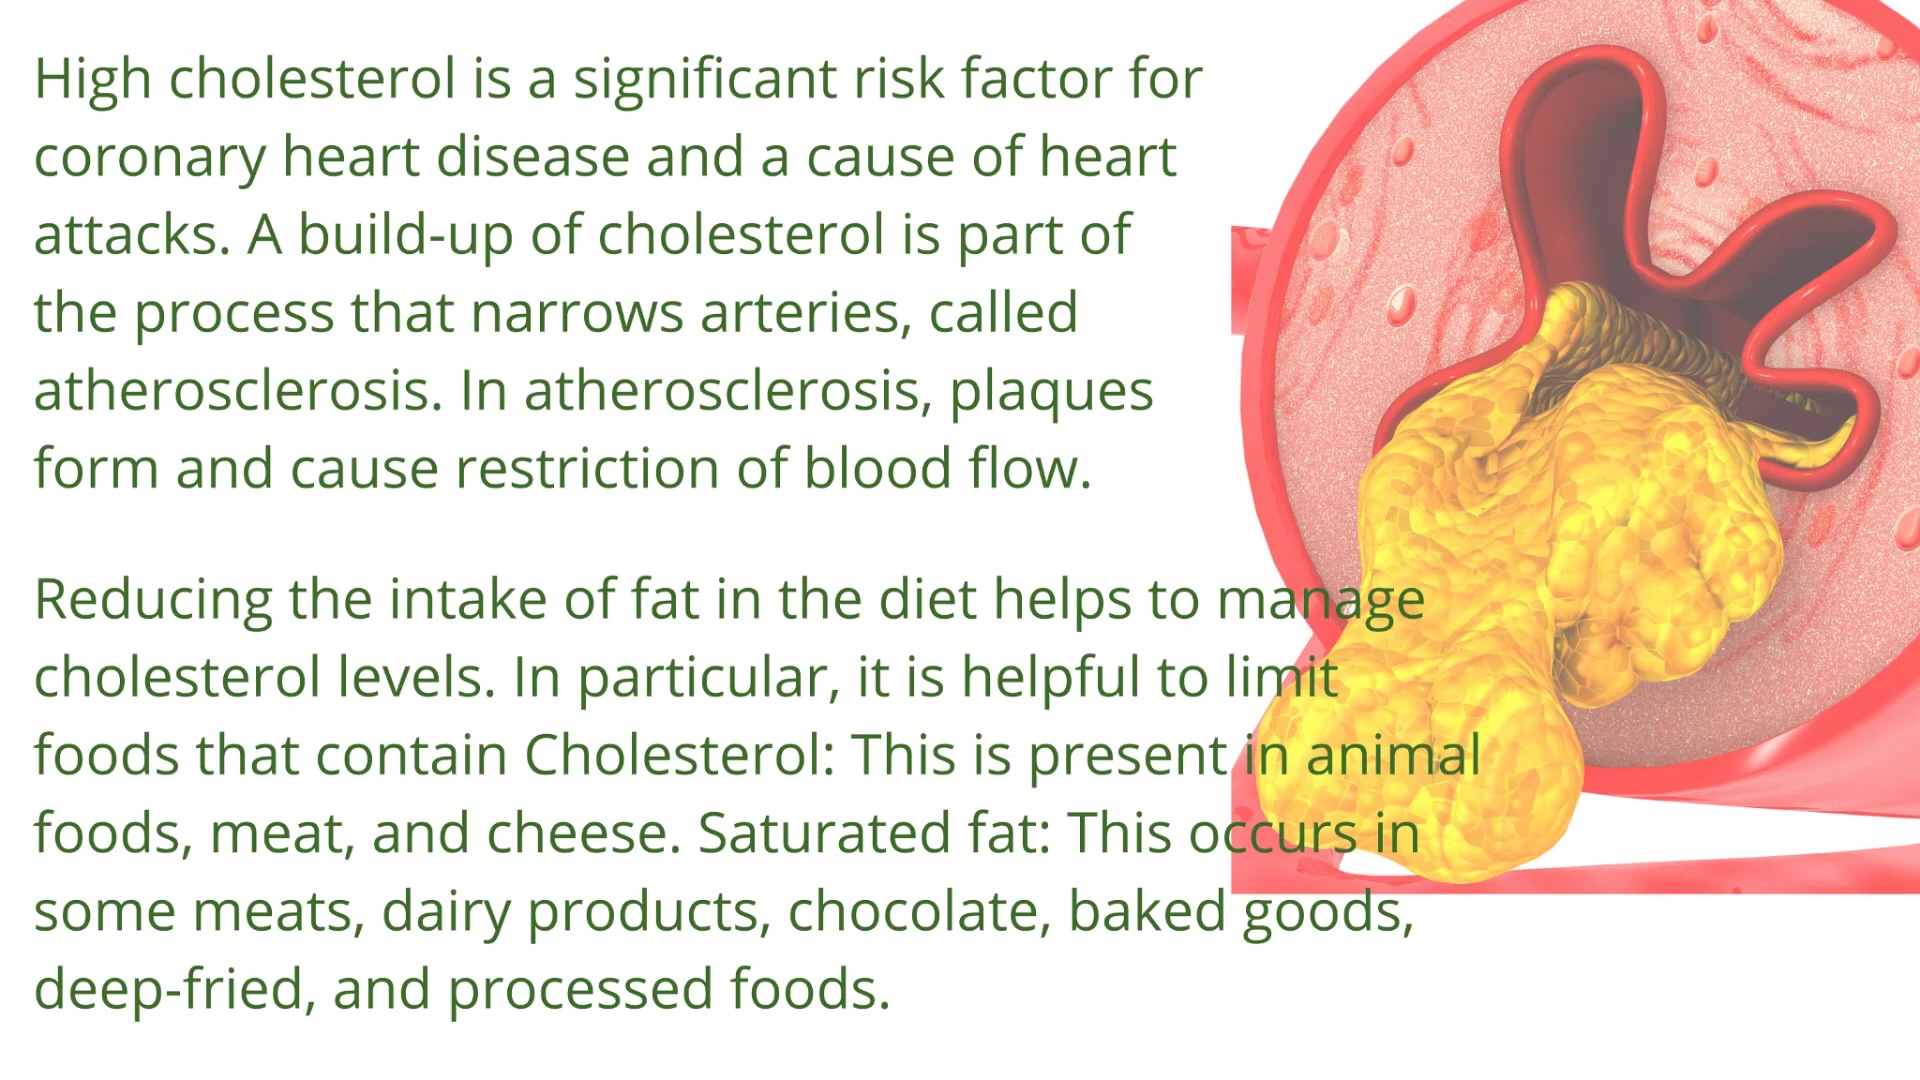 High cholesterol is a significant risk factor for
coronary heart disease and a cause of heart
attacks. A build-up of cholesterol is part of
the process that narrows arteries, called
atherosclerosis. In atherosclerosis, plaques
form and cause restriction of blood flow.
Reducing the intake of fat in the diet helps to manage
cholesterol levels. In particular, it is helpful to limit
foods that contain Cholesterol: This is present in animal
foods, meat, and cheese. Saturated fat: This occurs in
some meats, dairy products, chocolate, baked goods,
deep-fried, and processed foods.